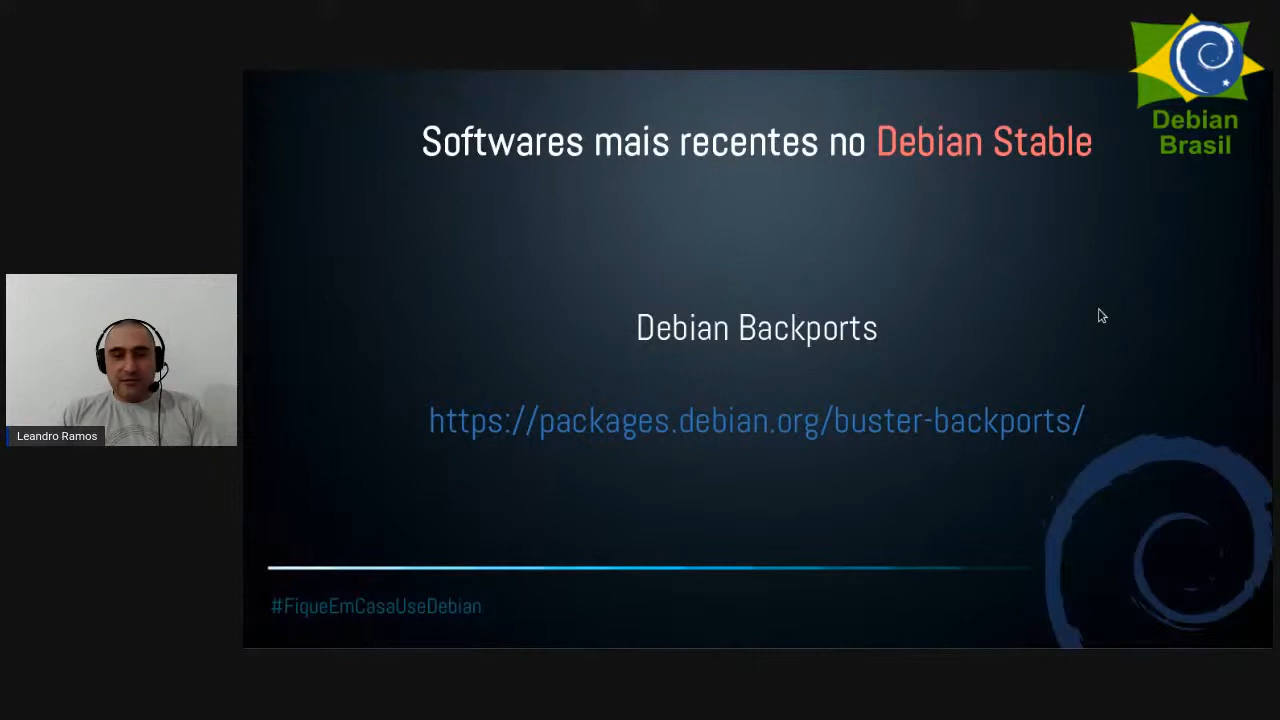 Debian
Brasil
Softwares mais recentes no Debian Stable
Debian Backports
https://packages.debian.org/buster-backports/
Leandro Ramos
#FiqueEmCasaUseDebian